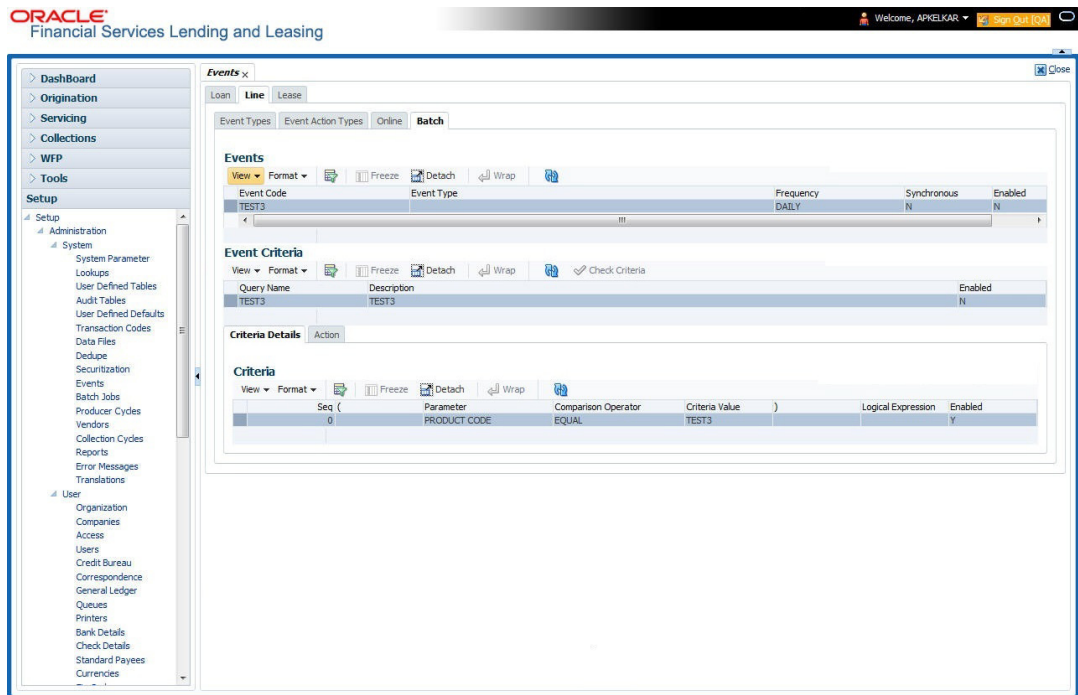 ORACLE®
Financial Services Lending and Leasing
Welcome, APKELKAR
Sign Out [QA]
DashBoard
Origination
Servicing
Collections
WFP
Tools
Setup
Setup
Administration
System
System Parameter
Lookups
User Defined Tables
Audit Tables
User Defined Defaults
Transaction Codes
Data Files
Dedupe
Securitization
Events
Batch Jobs
Producer Cycles
Vendors
Collection Cycles
Reports
Error Messages
Translations
User
Organization
Companies
Access
Users
Credit Bureau
Correspondence
General Ledger
Queues
Printers
Bank Details
Check Details
Standard Payees
Currencies
Events
Close
Loan Line Lease
Event Types Event Action Types Online Batch
Events
View Format Freeze Detach Wrap
Event Code Event Type Frequency Synchronous Enabled
TEST3 DAILY N N
Event Criteria
View Format Freeze Detach Wrap Check Criteria
Query Name Description Enabled
TEST3 TEST3 N
Criteria Details Action
Criteria
View Format Freeze Detach Wrap
Seq ( Parameter Comparison Operator Criteria Value ) Logical Expression Enabled
0 PRODUCT CODE EQUAL TEST3 Y